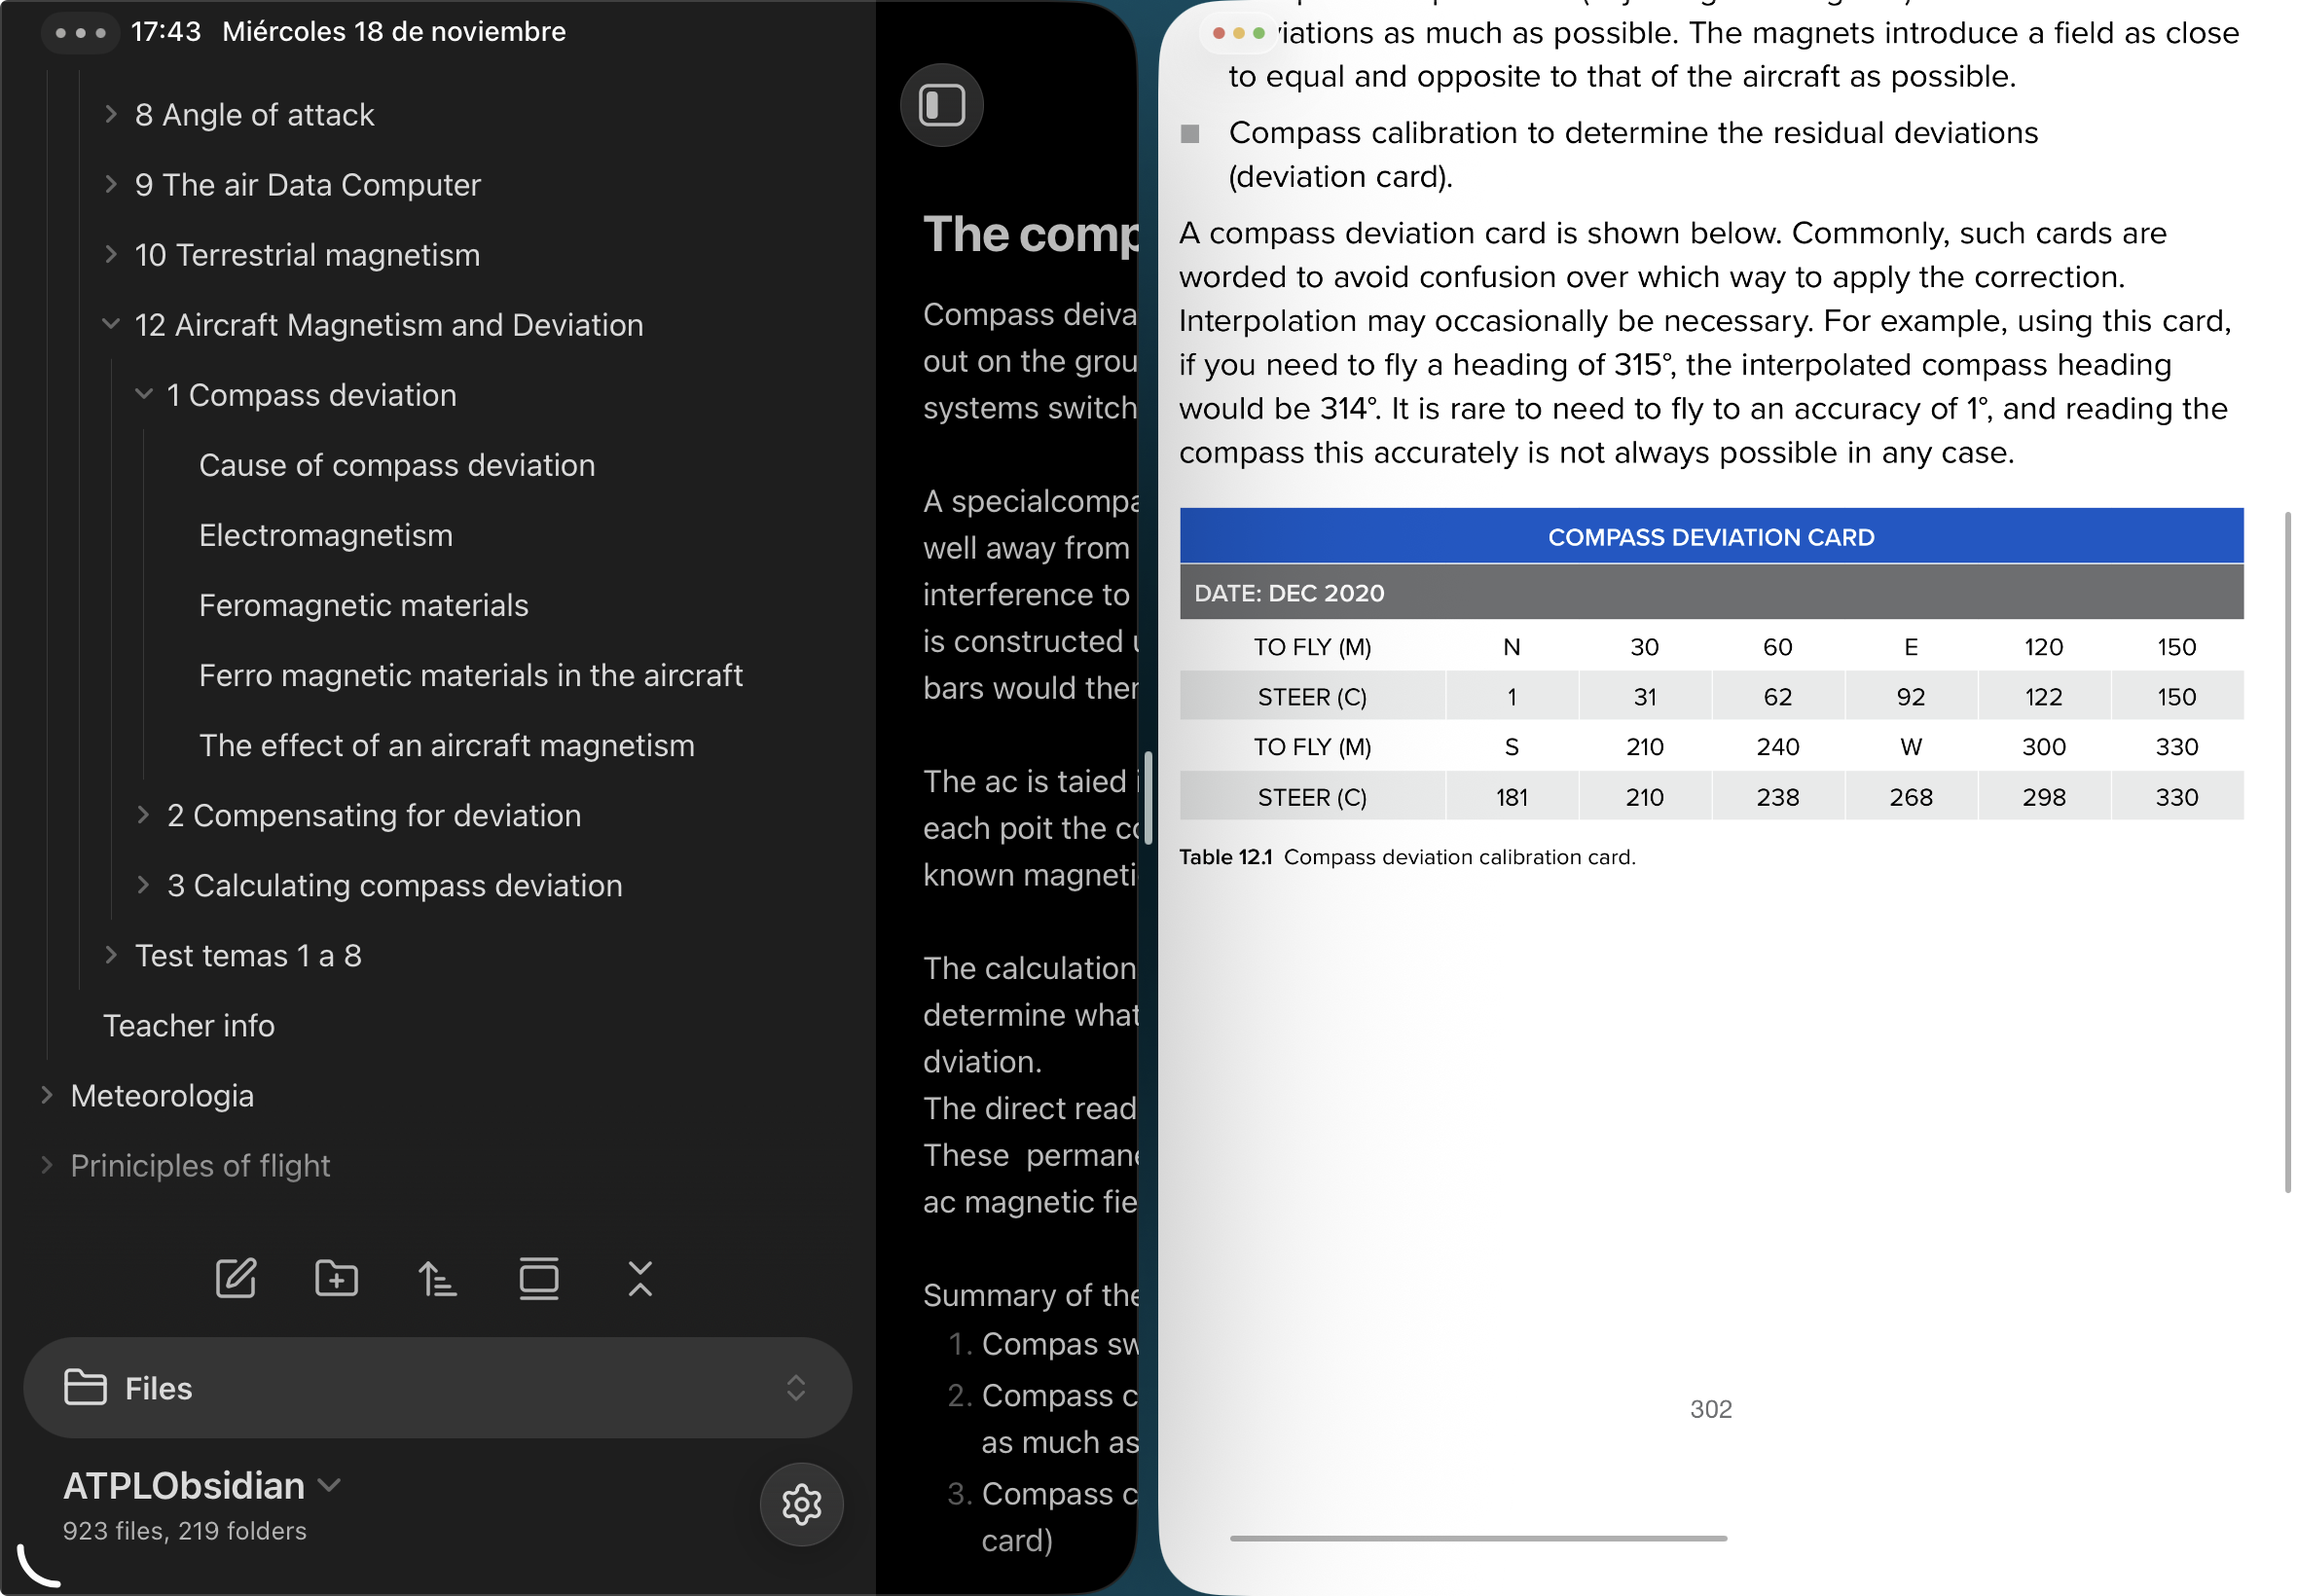 17:43 Miércoles 18 de noviembre
8 Angle of attack
9 The air Data Computer
10 Terrestrial magnetism
12 Aircraft Magnetism and Deviation
1 Compass deviation
Cause of compass deviation
Electromagnetism
Feromagnetic materials
Ferro magnetic materials in the aircraft
The effect of an aircraft magnetism
2 Compensating for deviation
3 Calculating compass deviation
Test temas 1 a 8
Teacher info
Meteorologia
Priniciples of flight
Files
ATPLObsidian
923 files, 219 folders
The comp
Compass deiva
out on the grou
systems switch
A specialcompa
well away from
interference to
is constructed
bars would ther
The ac is taied
each poit the co
known magneti
The calculation
determine what
dviation.
The direct read
These permane
ac magnetic fie
Summary of the
1. Compas sw
2. Compass c
as much as
3. Compass c
card)
viations as much as possible. The magnets introduce a field as close
to equal and opposite to that of the aircraft as possible.
Compass calibration to determine the residual deviations
(deviation card).
A compass deviation card is shown below. Commonly, such cards are
worded to avoid confusion over which way to apply the correction.
Interpolation may occasionally be necessary. For example, using this card,
if you need to fly a heading of 315°, the interpolated compass heading
would be 314°. It is rare to need to fly to an accuracy of 1°, and reading the
compass this accurately is not always possible in any case.
COMPASS DEVIATION CARD
DATE: DEC 2020
TO FLY (M) N 30 60 E 120 150
STEER (C) 1 31 62 92 122 150
TO FLY (M) S 210 240 W 300 330
STEER (C) 181 210 238 268 298 330
Table 12.1 Compass deviation calibration card.
302